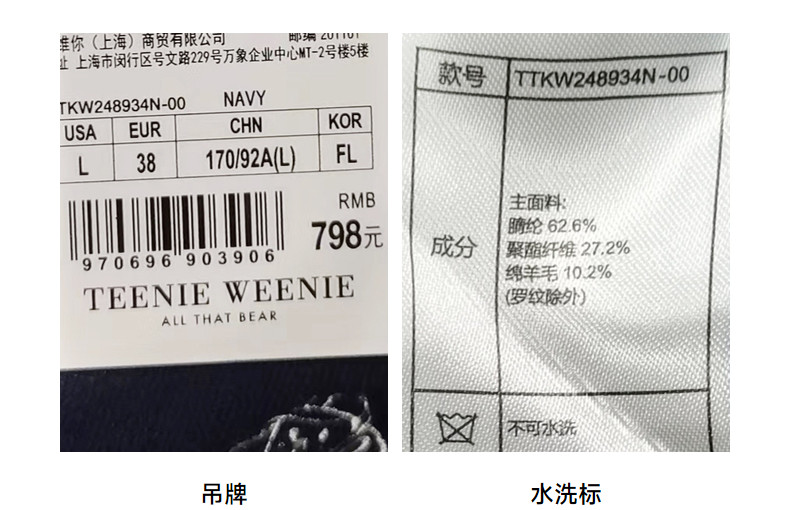 维你（上海）商贸有限公司 邮编 201101
址 上海市闵行区号文路229号万象企业中心MT-2号楼5楼
TKW248934N-00 NAVY
USA EUR CHN KOR
L 38 170/92A(L) FL
RMB
798元
970696 903906
TEENIE WEENIE
ALL THAT BEAR
吊牌
款号 TTKW248934N-00
成分
主面料:
腈纶 62.6%
聚酯纤维 27.2%
绵羊毛 10.2%
(罗纹除外)
不可水洗
水洗标